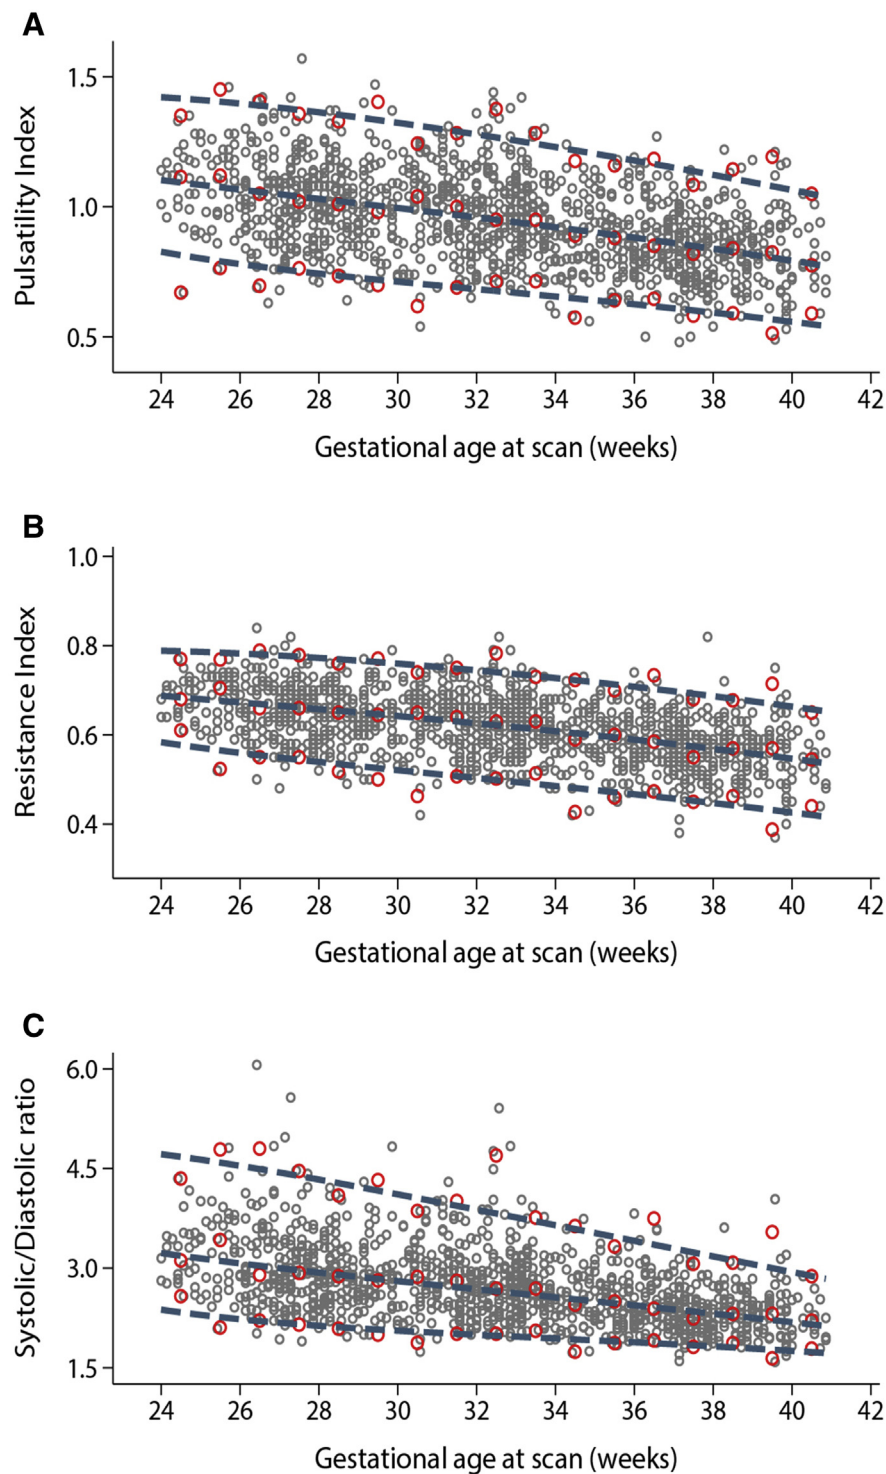 A
Pulsatility Index
1.5
1.0
0.5
24 26 28 30 32 34 36 38 40 42
Gestational age at scan (weeks)
B
Resistance Index
1.0
0.8
0.6
0.4
24 26 28 30 32 34 36 38 40 42
Gestational age at scan (weeks)
C
Systolic/Diastolic ratio
6.0
4.5
3.0
1.5
24 26 28 30 32 34 36 38 40 42
Gestational age at scan (weeks)